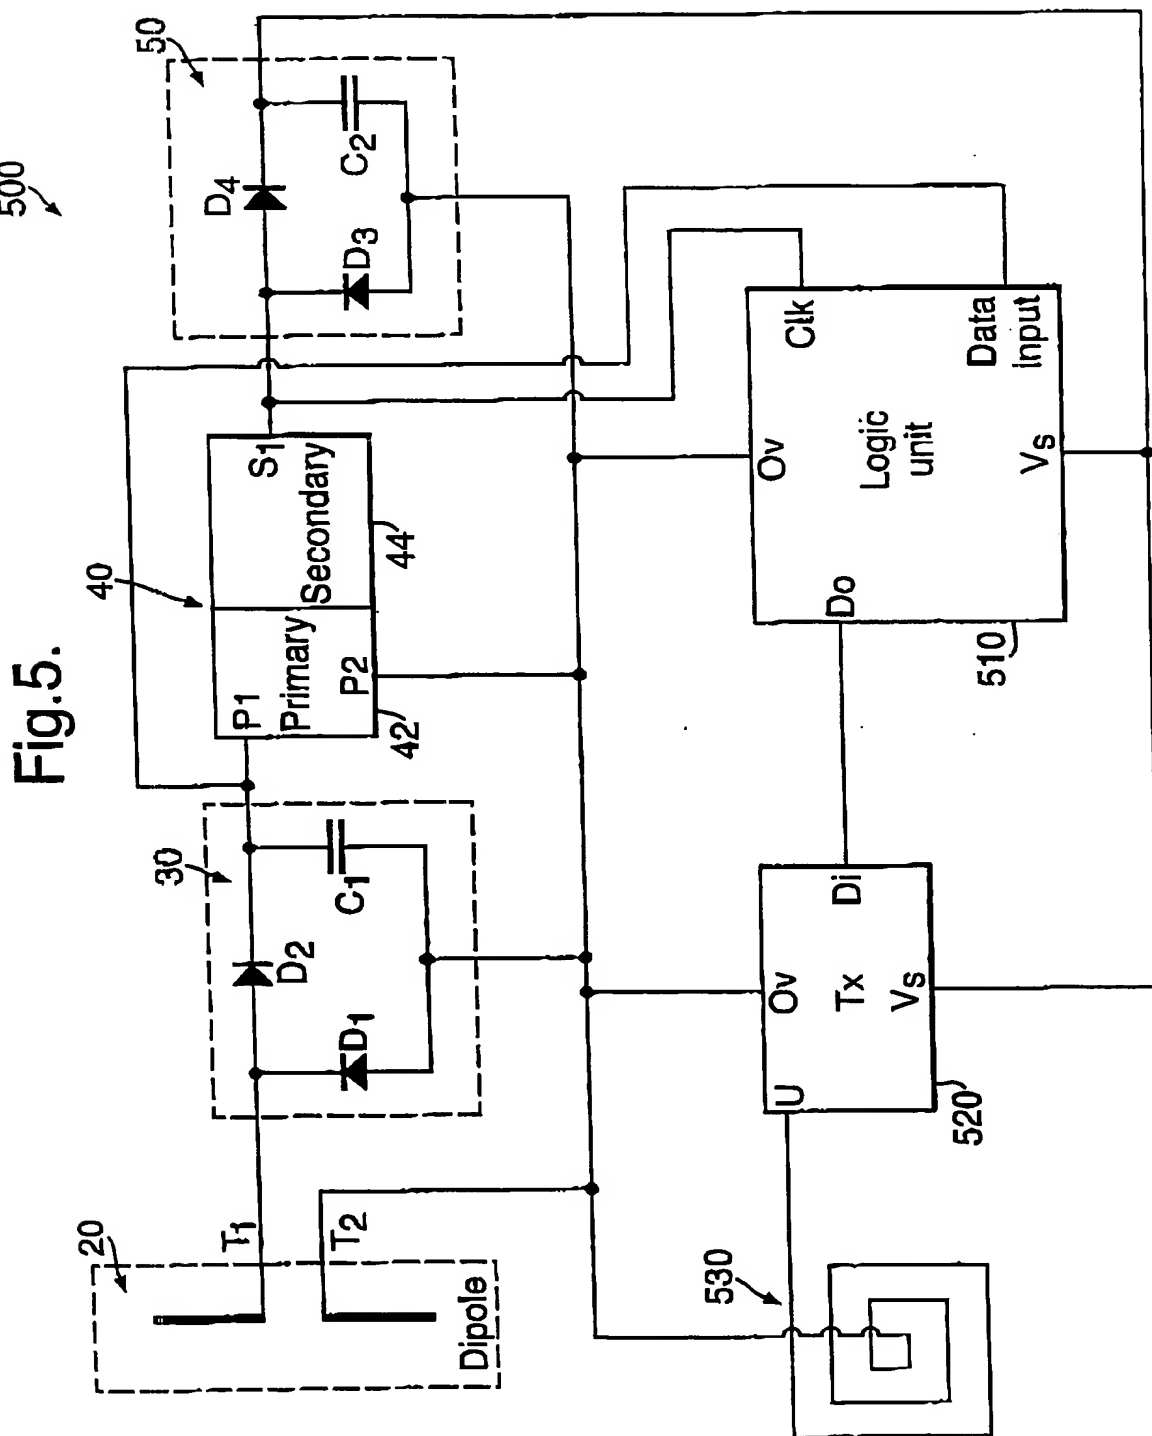 Fig.5.
500
20
Dipole
T1
T2
30
D1
D2
C1
40
P1
P2
Primary
42
S1
Secondary
44
50
D3
D4
C2
530
U
Ov
Tx
Vs
Di
520
Do
Ov
Logic
unit
Clk
Data
input
Vs
510